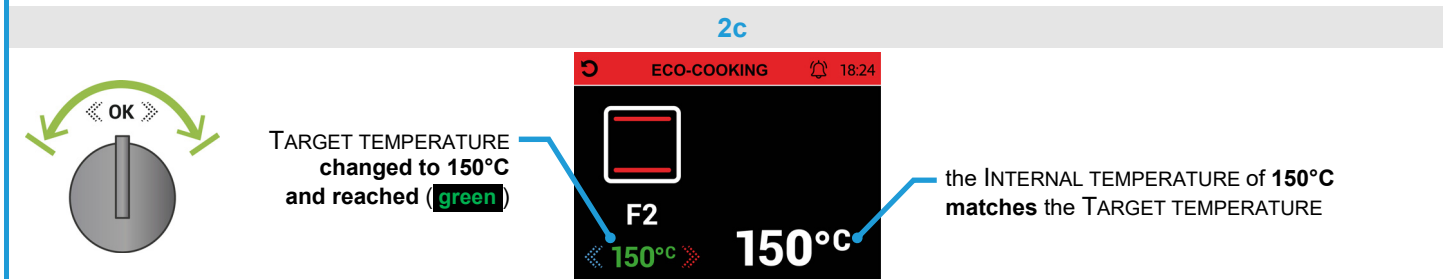 2c
ECO-COOKING 18:24
« OK »
TARGET TEMPERATURE
changed to 150°C
and reached ( green )
the INTERNAL TEMPERATURE of 150°C
matches the TARGET TEMPERATURE
F2
« 150°C » 150°C